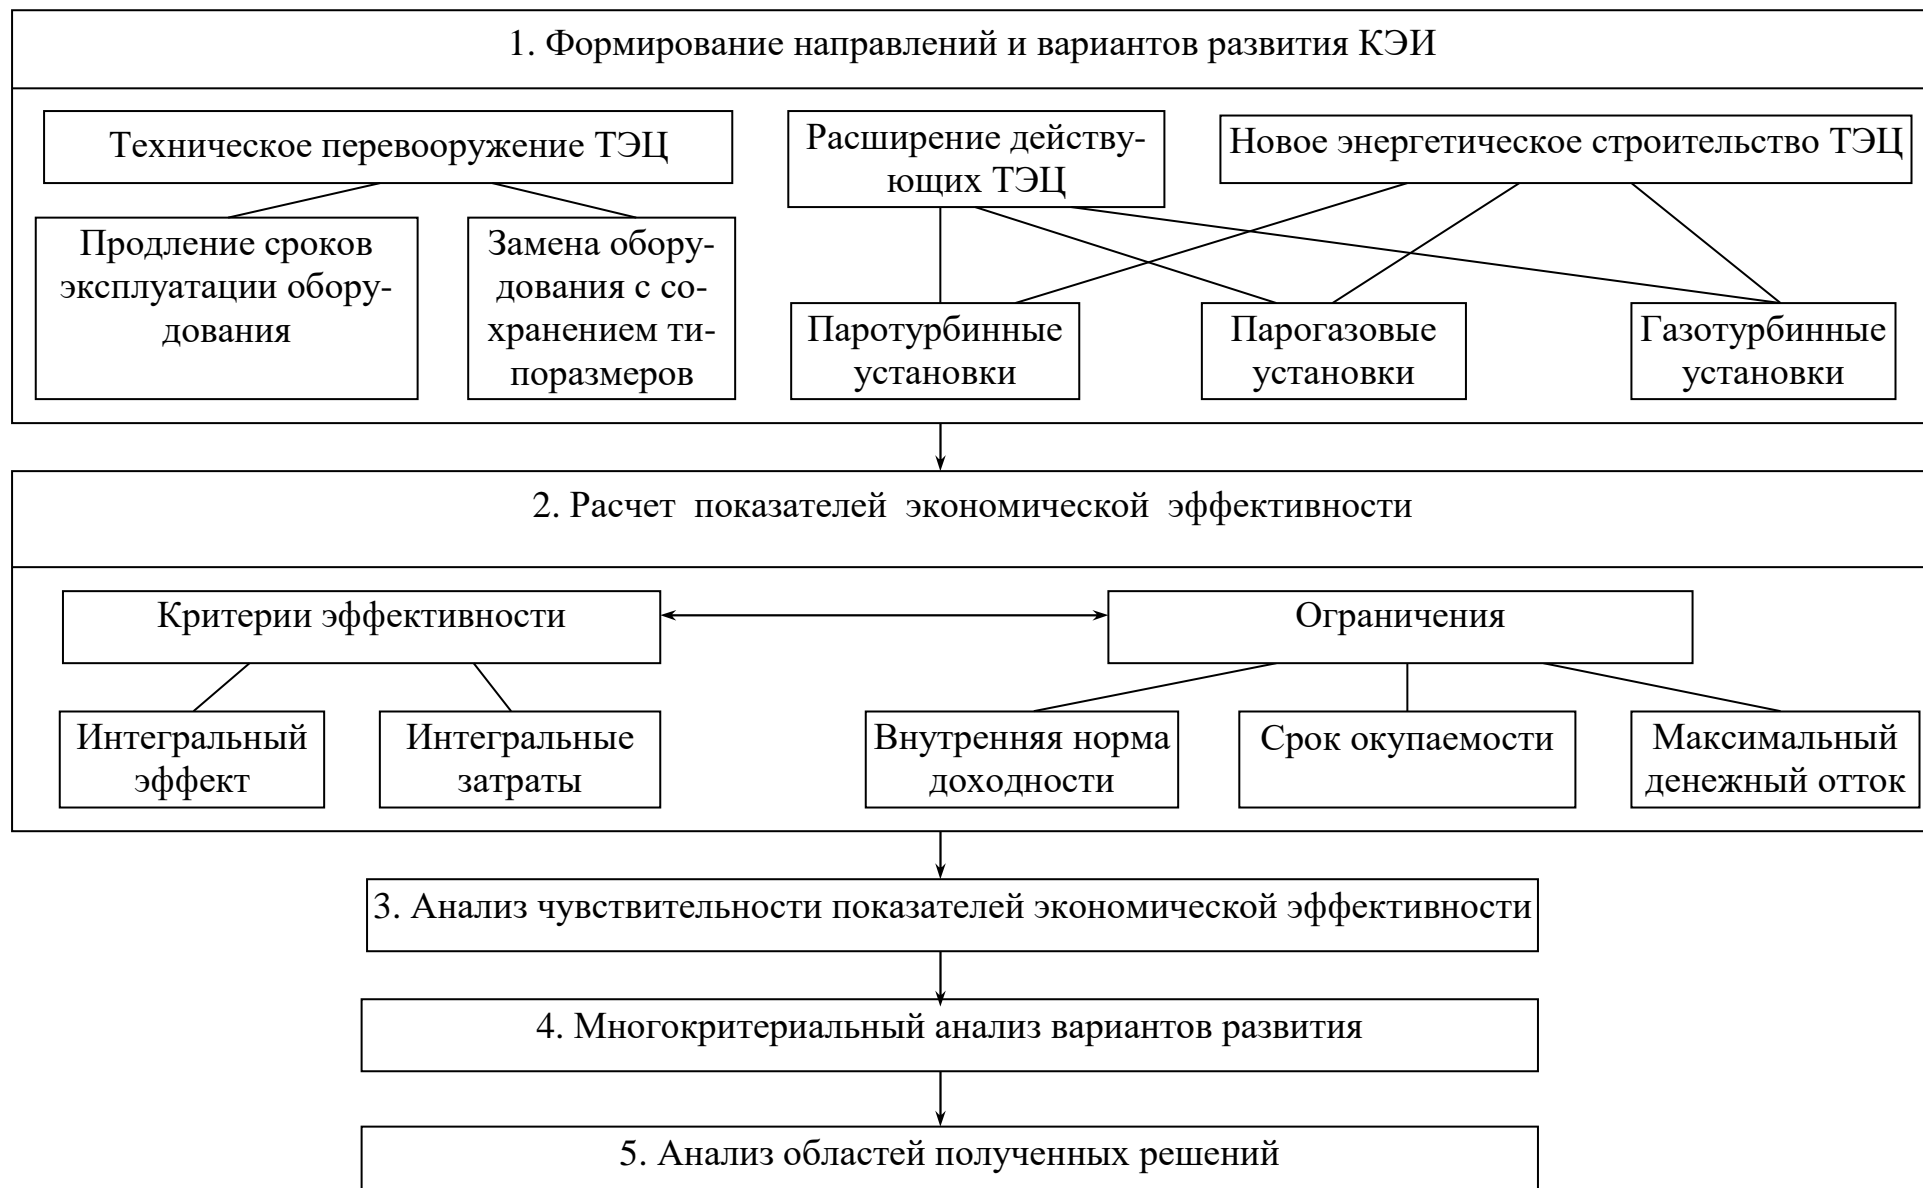 1. Формирование направлений и вариантов развития КЭИ
Техническое перевооружение ТЭЦ
Расширение действу-
ющих ТЭЦ
Новое энергетическое строительство ТЭЦ
Продление сроков
эксплуатации обору-
дования
Замена обору-
дования с со-
хранением ти-
поразмеров
Паротурбинные
установки
Парогазовые
установки
Газотурбинные
установки
2. Расчет показателей экономической эффективности
Критерии эффективности
Ограничения
Интегральный
эффект
Интегральные
затраты
Внутренняя норма
доходности
Срок окупаемости
Максимальный
денежный отток
3. Анализ чувствительности показателей экономической эффективности
4. Многокритериальный анализ вариантов развития
5. Анализ областей полученных решений